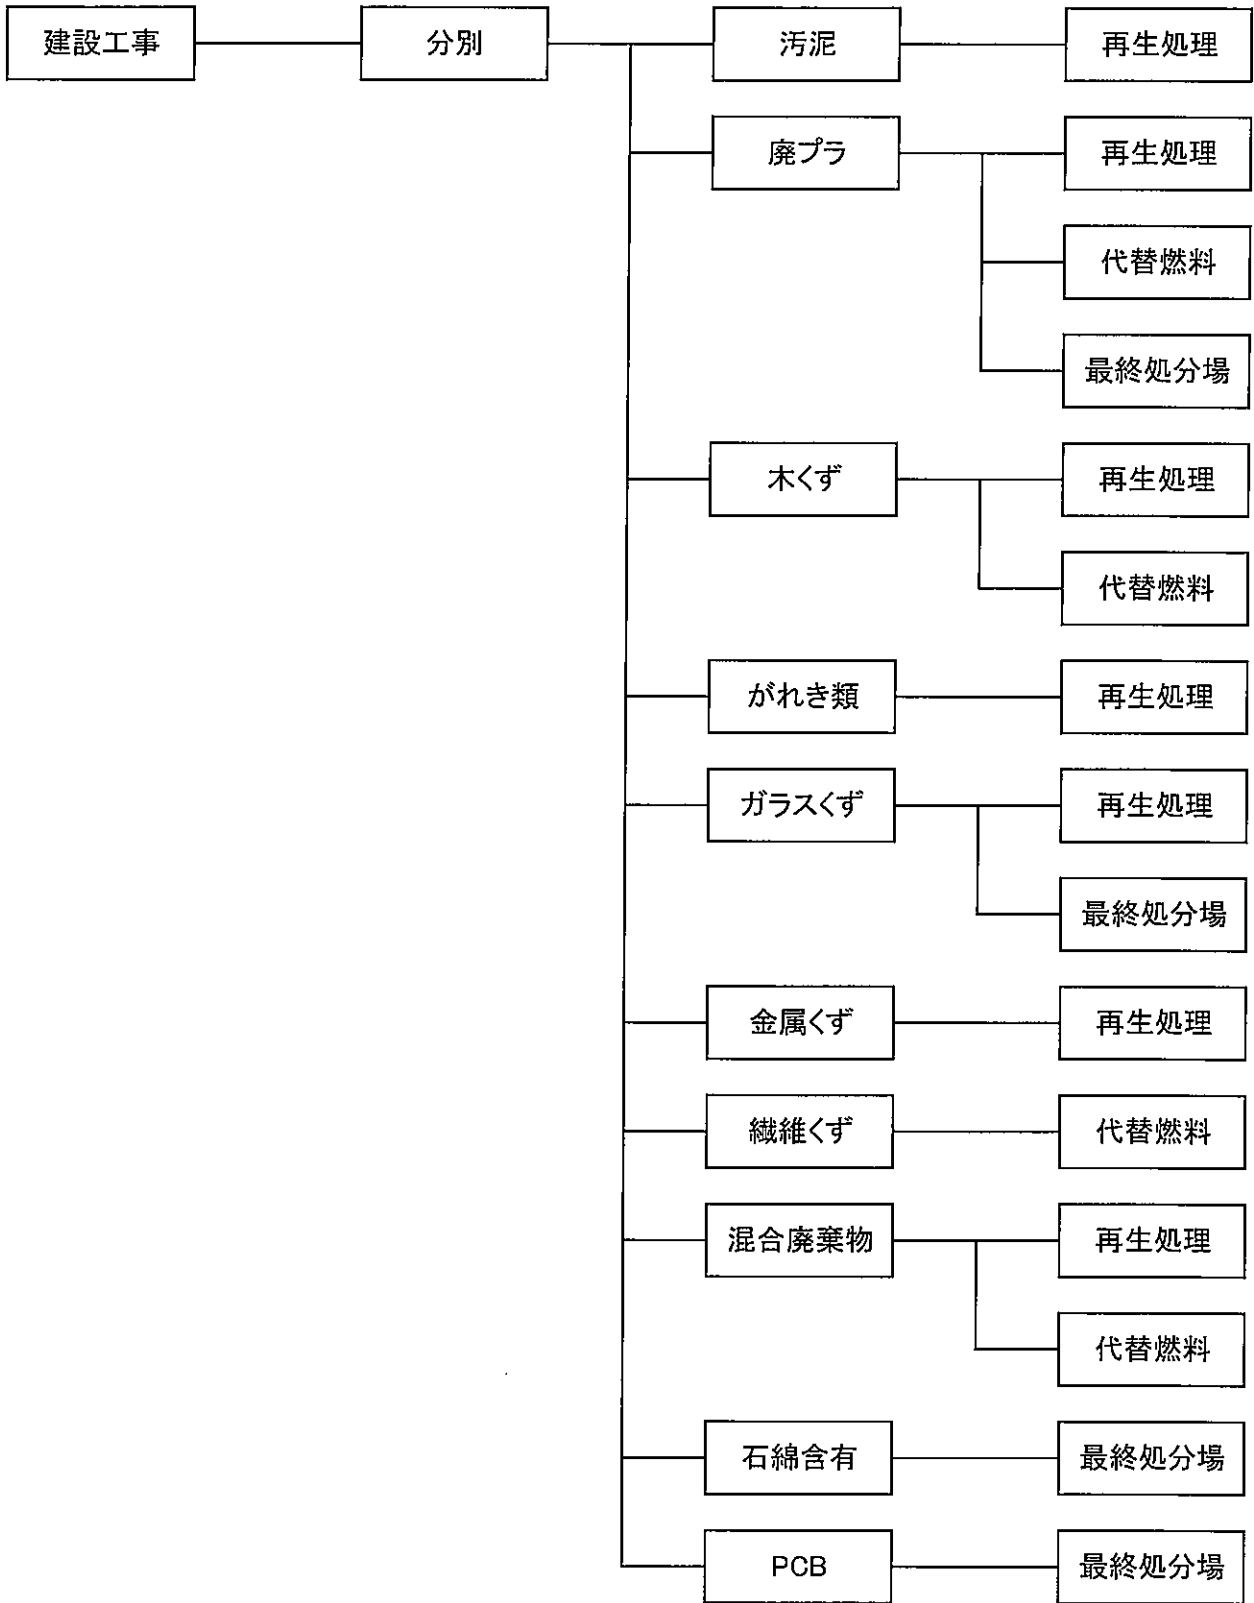 建設工事
分別
汚泥
再生処理
廃プラ
再生処理
代替燃料
最終処分場
木くず
再生処理
代替燃料
がれき類
再生処理
ガラスくず
再生処理
最終処分場
金属くず
再生処理
繊維くず
代替燃料
混合廃棄物
再生処理
代替燃料
石綿含有
最終処分場
PCB
最終処分場